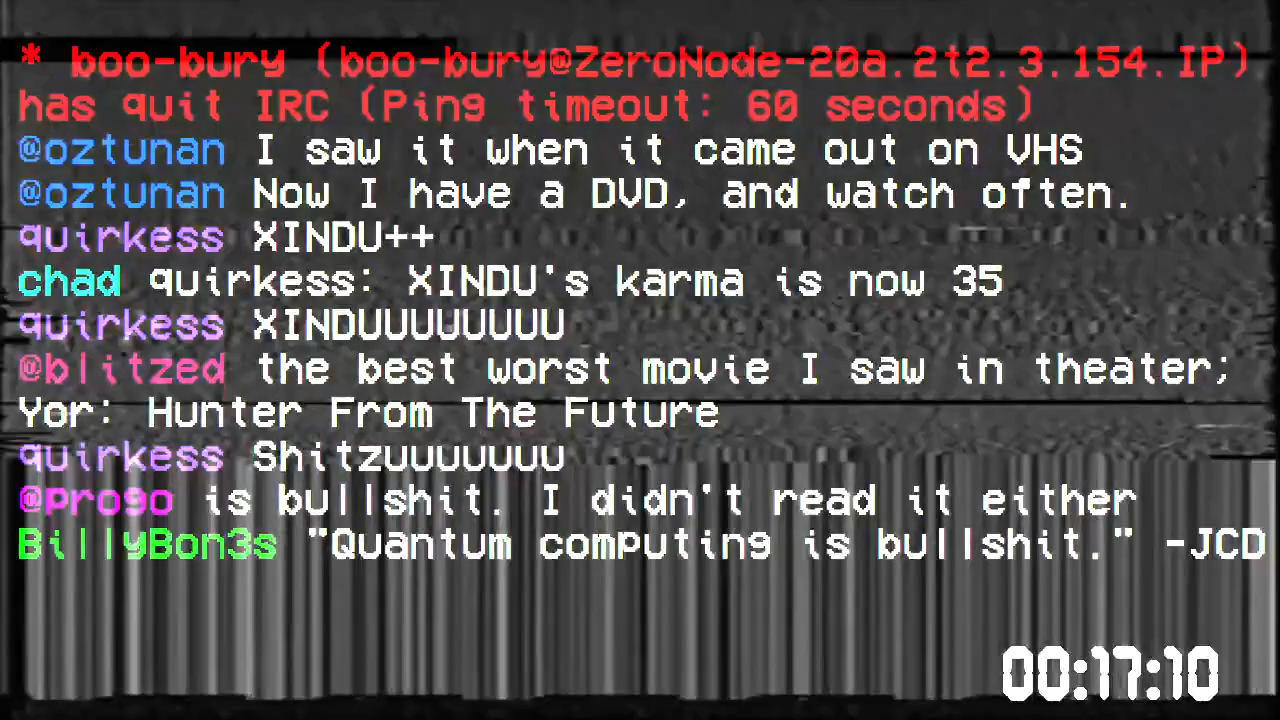 * boo-bury (boo-bury@ZeroNode-20a.2t2.3.154.IP)
has quit IRC (Ping timeout: 60 seconds)
@oztunan I saw it when it came out on VHS
@oztunan Now I have a DVD, and watch often.
quirkess XINDU++
chad quirkess: XINDU's karma is now 35
quirkess XINDUUUUUUUUU
@blitzed the best worst movie I saw in theater;
Yor: Hunter From The Future
quirkess Shitzuuuuuuuu
@Progo is bullshit. I didn't read it either
BillyBon3s "Quantum computing is bullshit." -JCD
00:17:10